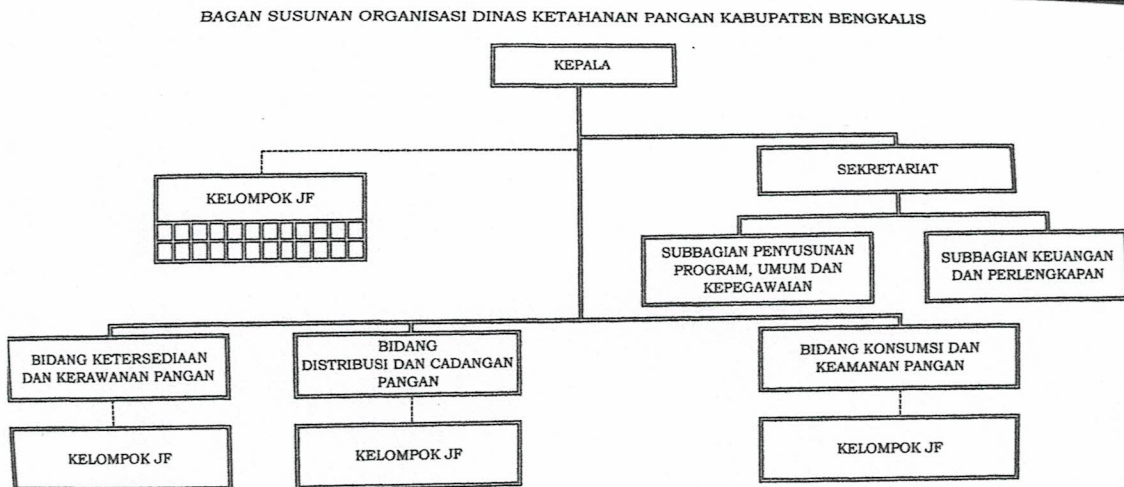 BAGAN SUSUNAN ORGANISASI DINAS KETAHANAN PANGAN KABUPATEN BENGKALIS
KEPALA
SEKRETARIAT
KELOMPOK JF
SUBBAGIAN PENYUSUNAN
PROGRAM, UMUM DAN
KEPEGAWAIAN
SUBBAGIAN KEUANGAN
DAN PERLENGKAPAN
BIDANG KETERSEDIAAN
DAN KERAWANAN PANGAN
BIDANG
DISTRIBUSI DAN CADANGAN
PANGAN
BIDANG KONSUMSI DAN
KEAMANAN PANGAN
KELOMPOK JF
KELOMPOK JF
KELOMPOK JF